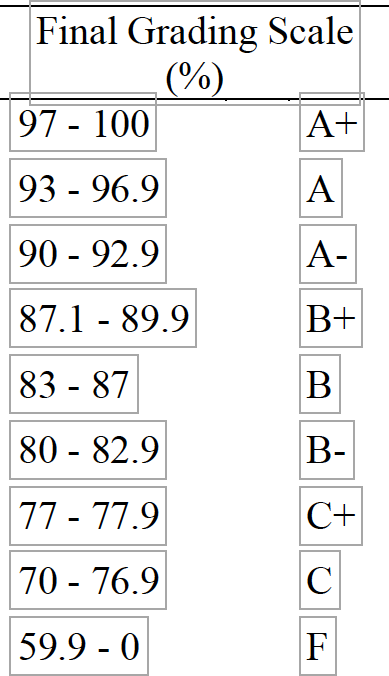 Final Grading Scale
(%)
97 - 100 A+
93 - 96.9 A
90 - 92.9 A-
87.1 - 89.9 B+
83 - 87 B
80 - 82.9 B-
77 - 77.9 C+
70 - 76.9 C
59.9 - 0 F